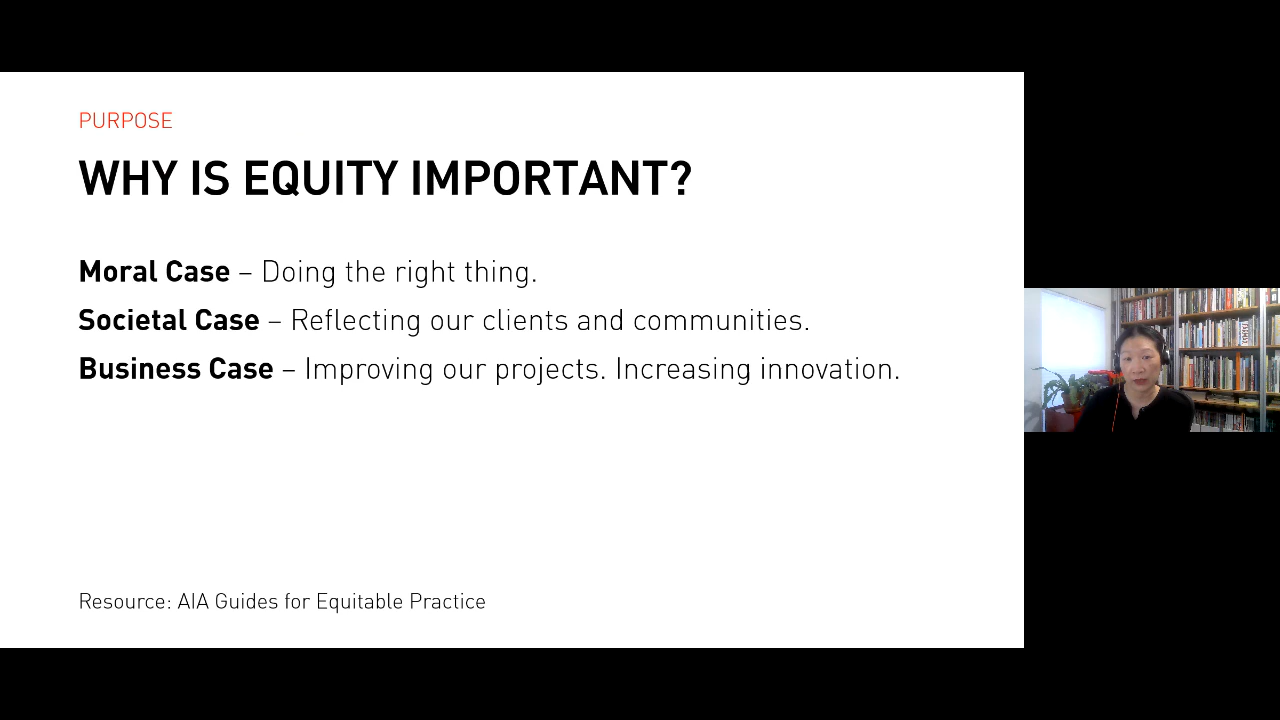 PURPOSE
WHY IS EQUITY IMPORTANT?
Moral Case – Doing the right thing.
Societal Case – Reflecting our clients and communities.
Business Case – Improving our projects. Increasing innovation.
Resource: AIA Guides for Equitable Practice